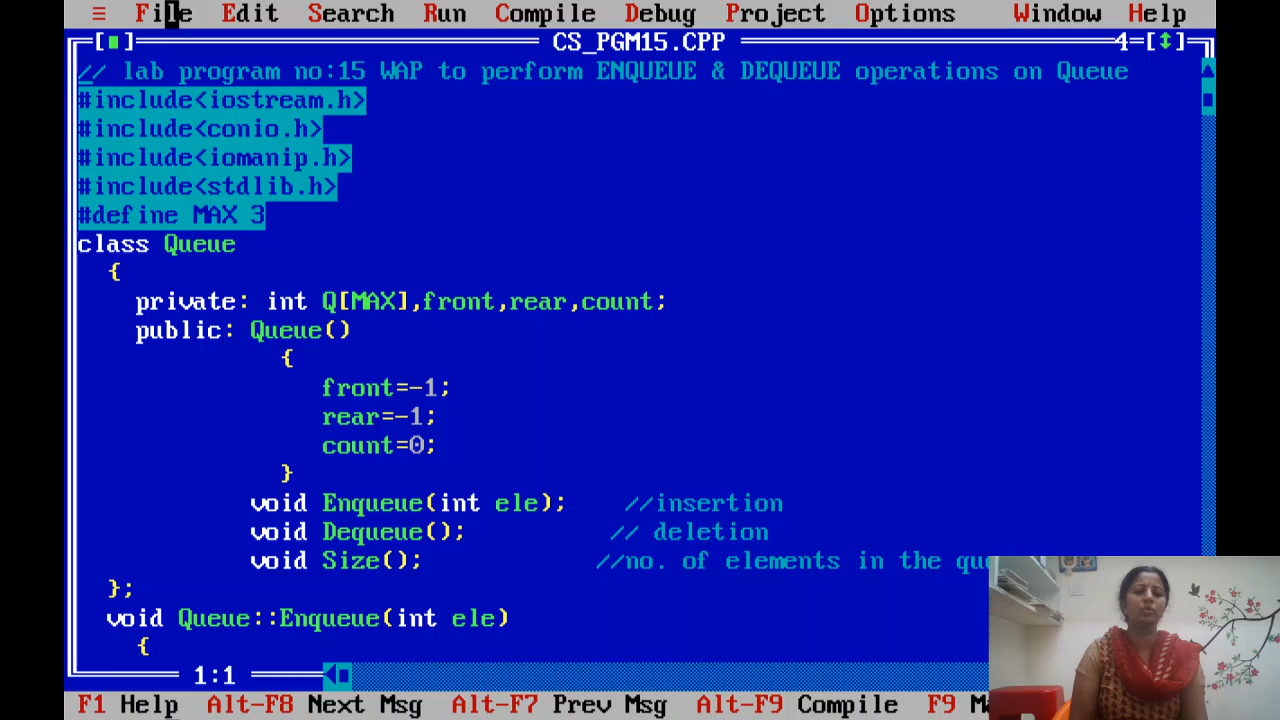 ≡ File Edit Search Run Compile Debug Project Options Window Help
[■] CS_PGM15.CPP 4=[↕]
// lab program no:15 WAP to perform ENQUEUE & DEQUEUE operations on Queue
#include<iostream.h>
#include<conio.h>
#include<iomanip.h>
#include<stdlib.h>
#define MAX 3
class Queue
{
private: int Q[MAX],front,rear,count;
public: Queue()
{
front=-1;
rear=-1;
count=0;
}
void Enqueue(int ele); //insertion
void Dequeue(); // deletion
void Size(); //no. of elements in the
};
void Queue::Enqueue(int ele)
{
1:1
F1 Help Alt-F8 Next Msg Alt-F7 Prev Msg Alt-F9 Compile F9